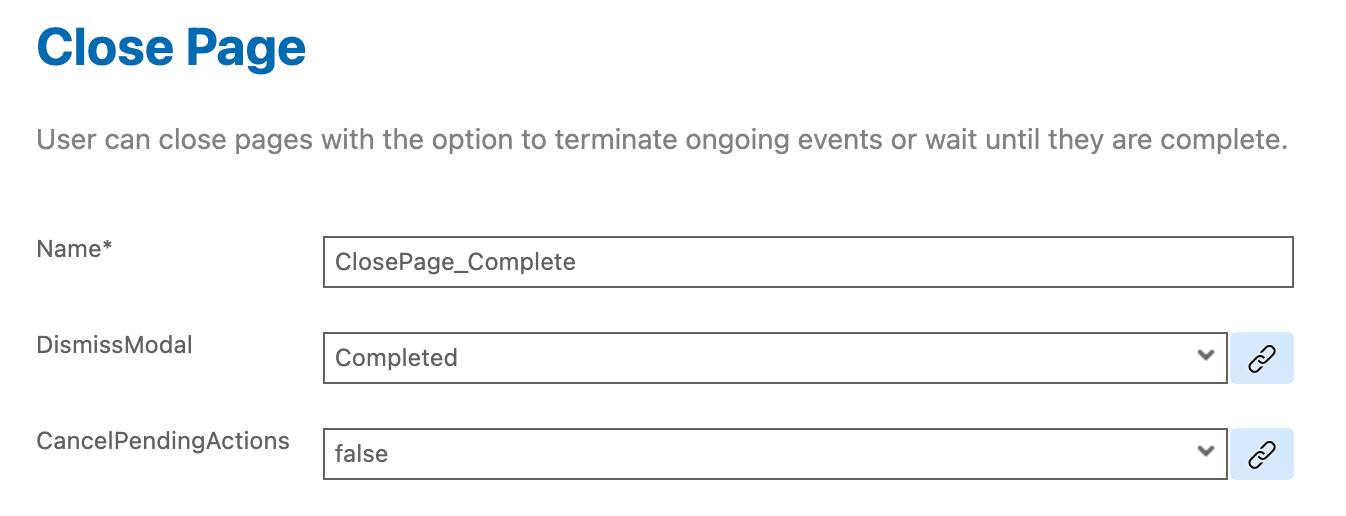 Close Page
User can close pages with the option to terminate ongoing events or wait until they are complete.
Name*
ClosePage_Complete
DismissModal
Completed
CancelPendingActions
false